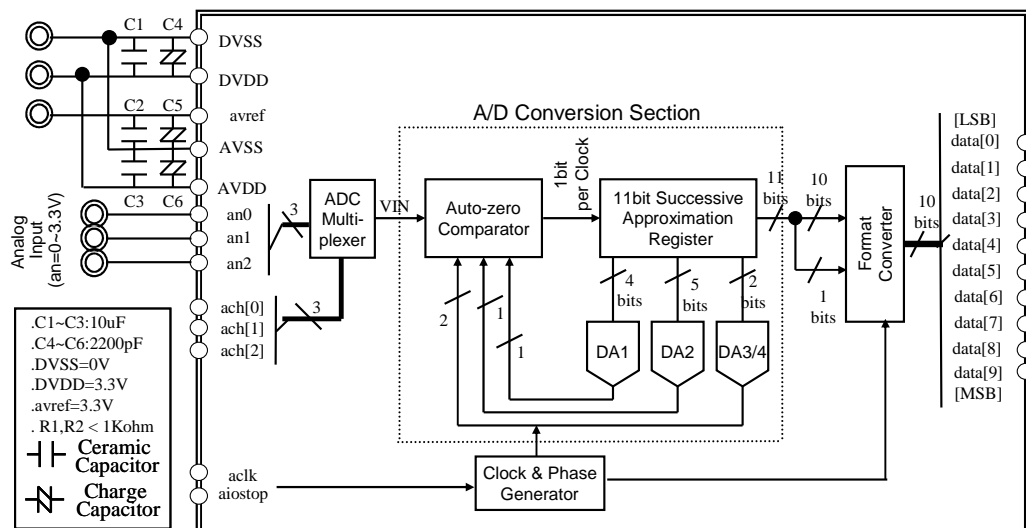 C1 C4
DVSS
DVDD
C2 C5
avref
AVSS
AVDD
C3 C6
Analog
Input
(an=0~3.3V)
an0
an1
an2
3
ADC
Multi-
plexer
VIN
ach[0]
ach[1]
ach[2]
3
A/D Conversion Section
Auto-zero
Comparator
1bit
per Clock
11bit Successive
Approximation
Register
11
bits
10
bits
1
bits
Format
Converter
10
bits
4
bits
5
bits
2
bits
2
1
1
DA1
DA2
DA3/4
[LSB]
data[0]
data[1]
data[2]
data[3]
data[4]
data[5]
data[6]
data[7]
data[8]
data[9]
[MSB]
.C1~C3:10uF
.C4~C6:2200pF
.DVSS=0V
.DVDD=3.3V
.avref=3.3V
. R1,R2 < 1Kohm
Ceramic
Capacitor
Charge
Capacitor
aclk
aiostop
Clock & Phase
Generator